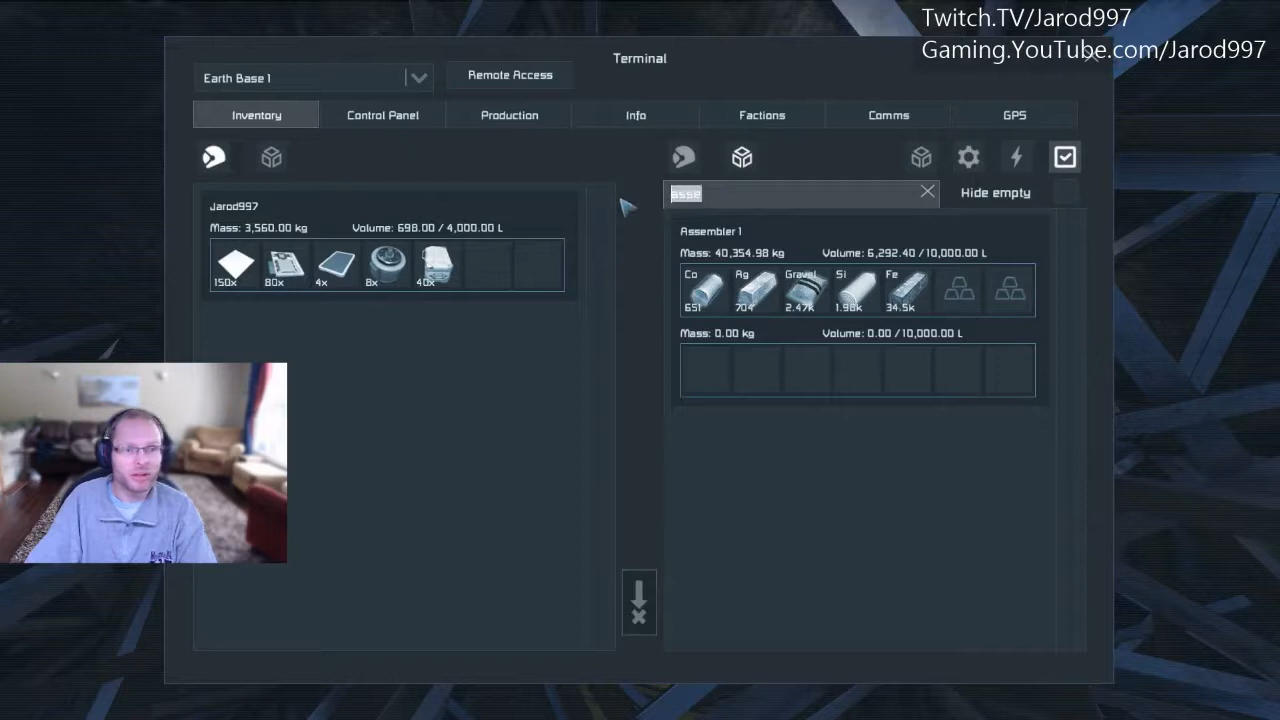 Twitch.TV/Jarod997
Gaming.YouTube.com/Jarod997
Terminal
Earth Base 1
Remote Access
Inventory
Control Panel
Production
Info
Factions
Comms
GPS
asse
Hide empty
Jarod997
Mass: 3,560.00 kg
Volume: 698.00 / 4,000.00 L
150x
80x
4x
8x
40x
Assembler 1
Mass: 40,354.98 kg
Volume: 6,292.40 / 10,000.00 L
Co
Ag
Gravel
Si
Fe
651
704
2.47k
1.98k
34.5k
Mass: 0.00 kg
Volume: 0.00 / 10,000.00 L